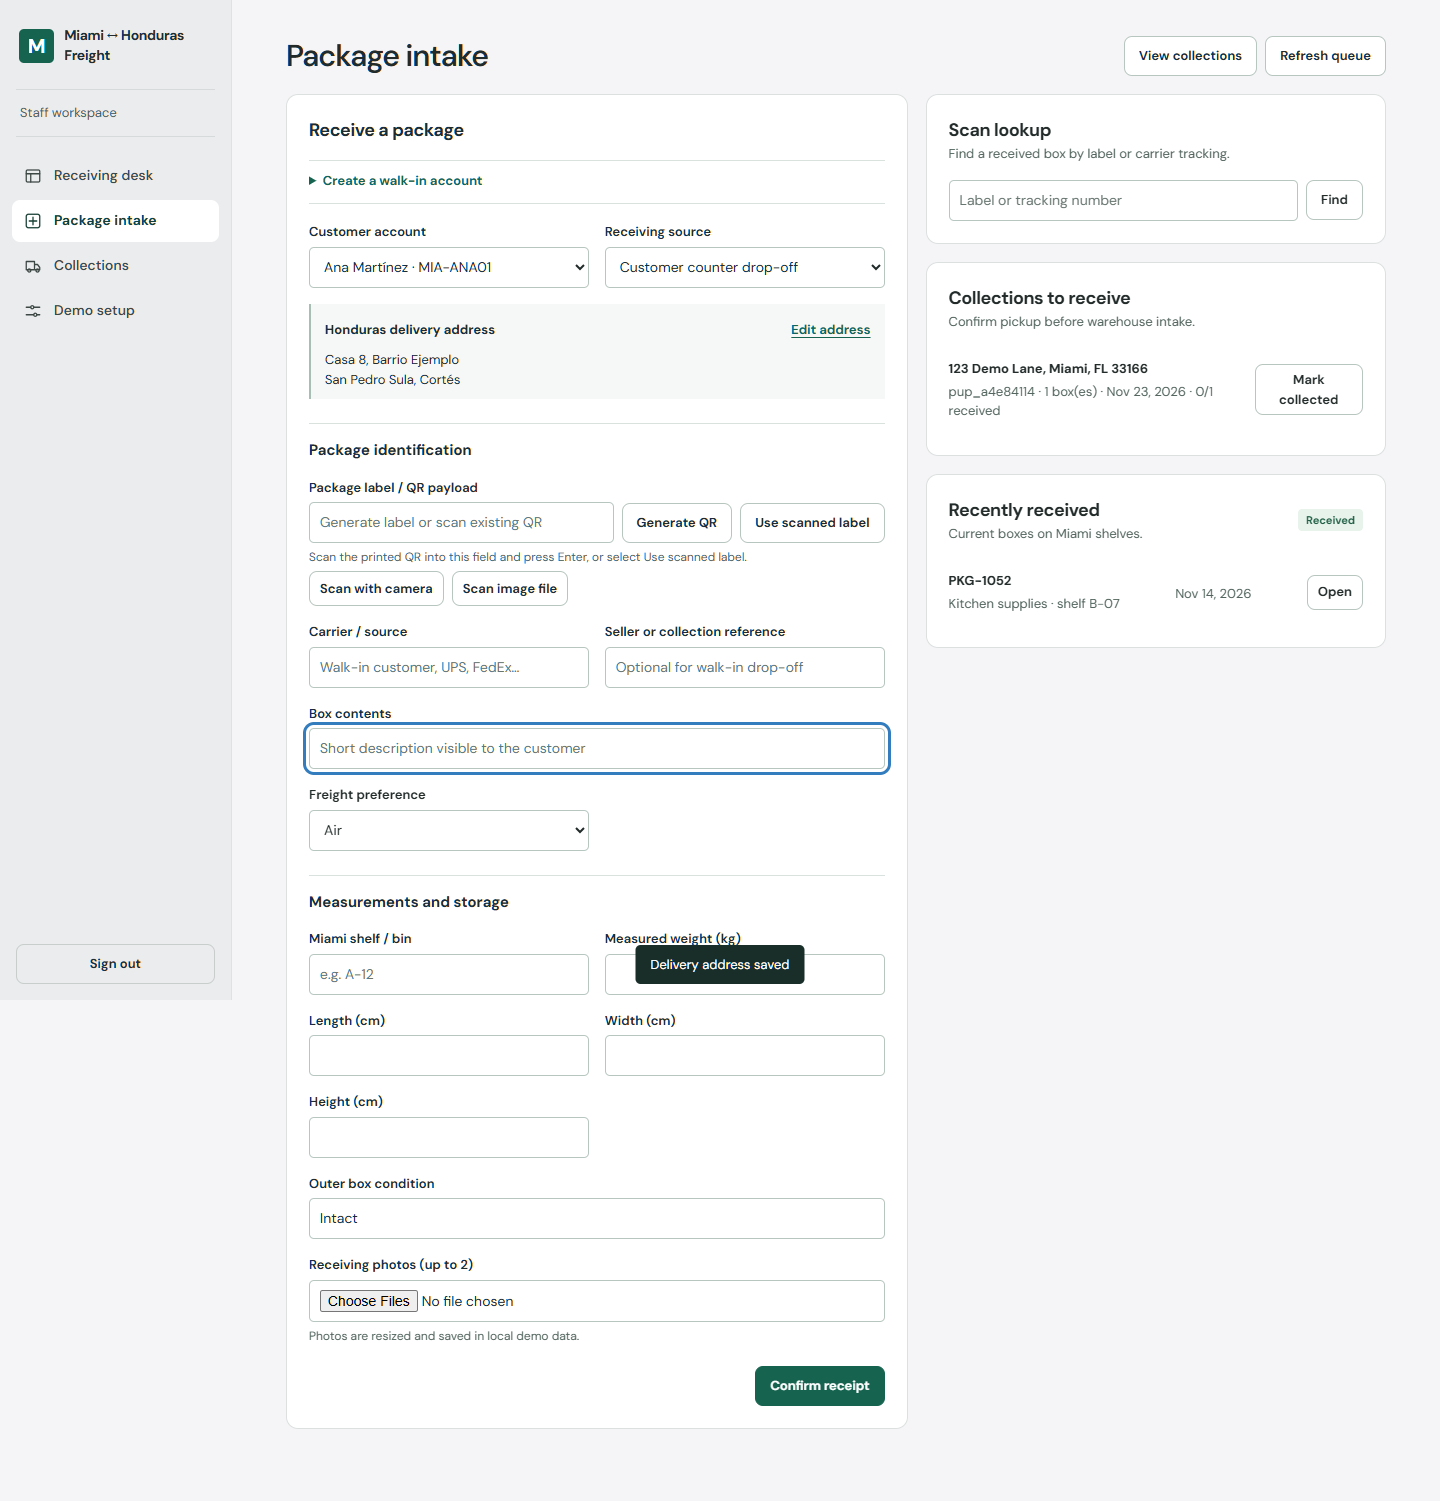 M
Miami ↔ Honduras
Freight
Staff workspace
Receiving desk
Package intake
Collections
Demo setup
Sign out
Package intake
View collections
Refresh queue
Receive a package
Create a walk-in account
Customer account
Receiving source
Ana Martínez · MIA-ANA01
Customer counter drop-off
Honduras delivery address
Edit address
Casa 8, Barrio Ejemplo
San Pedro Sula, Cortés
Package identification
Package label / QR payload
Generate label or scan existing QR
Generate QR
Use scanned label
Scan the printed QR into this field and press Enter, or select Use scanned label.
Scan with camera
Scan image file
Carrier / source
Seller or collection reference
Walk-in customer, UPS, FedEx...
Optional for walk-in drop-off
Box contents
Short description visible to the customer
Freight preference
Air
Measurements and storage
Miami shelf / bin
Measured weight (kg)
e.g. A-12
Delivery address saved
Length (cm)
Width (cm)
Height (cm)
Outer box condition
Intact
Receiving photos (up to 2)
Choose Files No file chosen
Photos are resized and saved in local demo data.
Confirm receipt
Scan lookup
Find a received box by label or carrier tracking.
Label or tracking number
Find
Collections to receive
Confirm pickup before warehouse intake.
123 Demo Lane, Miami, FL 33166
pup_a4e84114 · 1 box(es) · Nov 23, 2026 · 0/1
received
Mark
collected
Recently received
Current boxes on Miami shelves.
Received
PKG-1052
Kitchen supplies · shelf B-07
Nov 14, 2026
Open